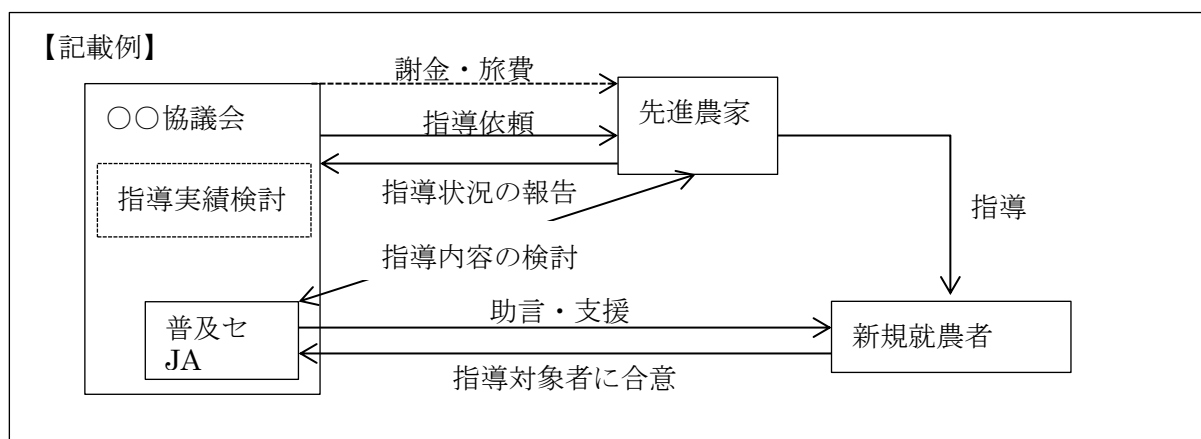 【記載例】
謝金・旅費
〇〇協議会
先進農家
指導依頼
指導実績検討
指導状況の報告
指導
指導内容の検討
助言・支援
普及セ
JA
新規就農者
指導対象者に合意